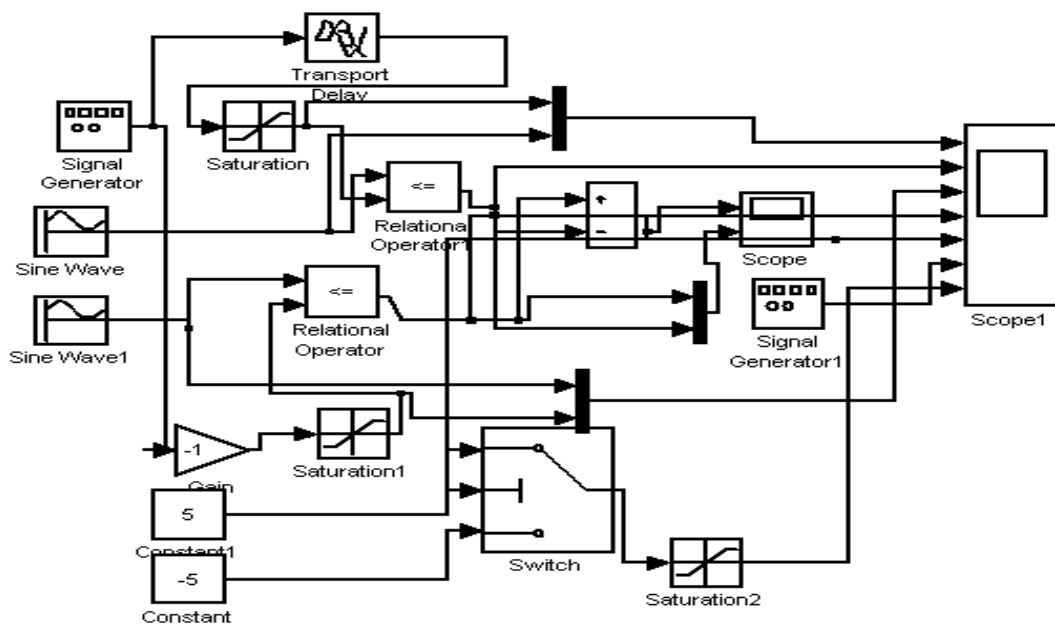 Transport
Delay
Signal
Generator
Saturation
<=
Relationa
Operator1
+
−
Sine Wave
Scope
<=
Sine Wave1
Relational
Operator
Signal
Generator1
Scope1
-1
Gain
Saturation1
5
Constant1
Switch
-5
Constant
Saturation2